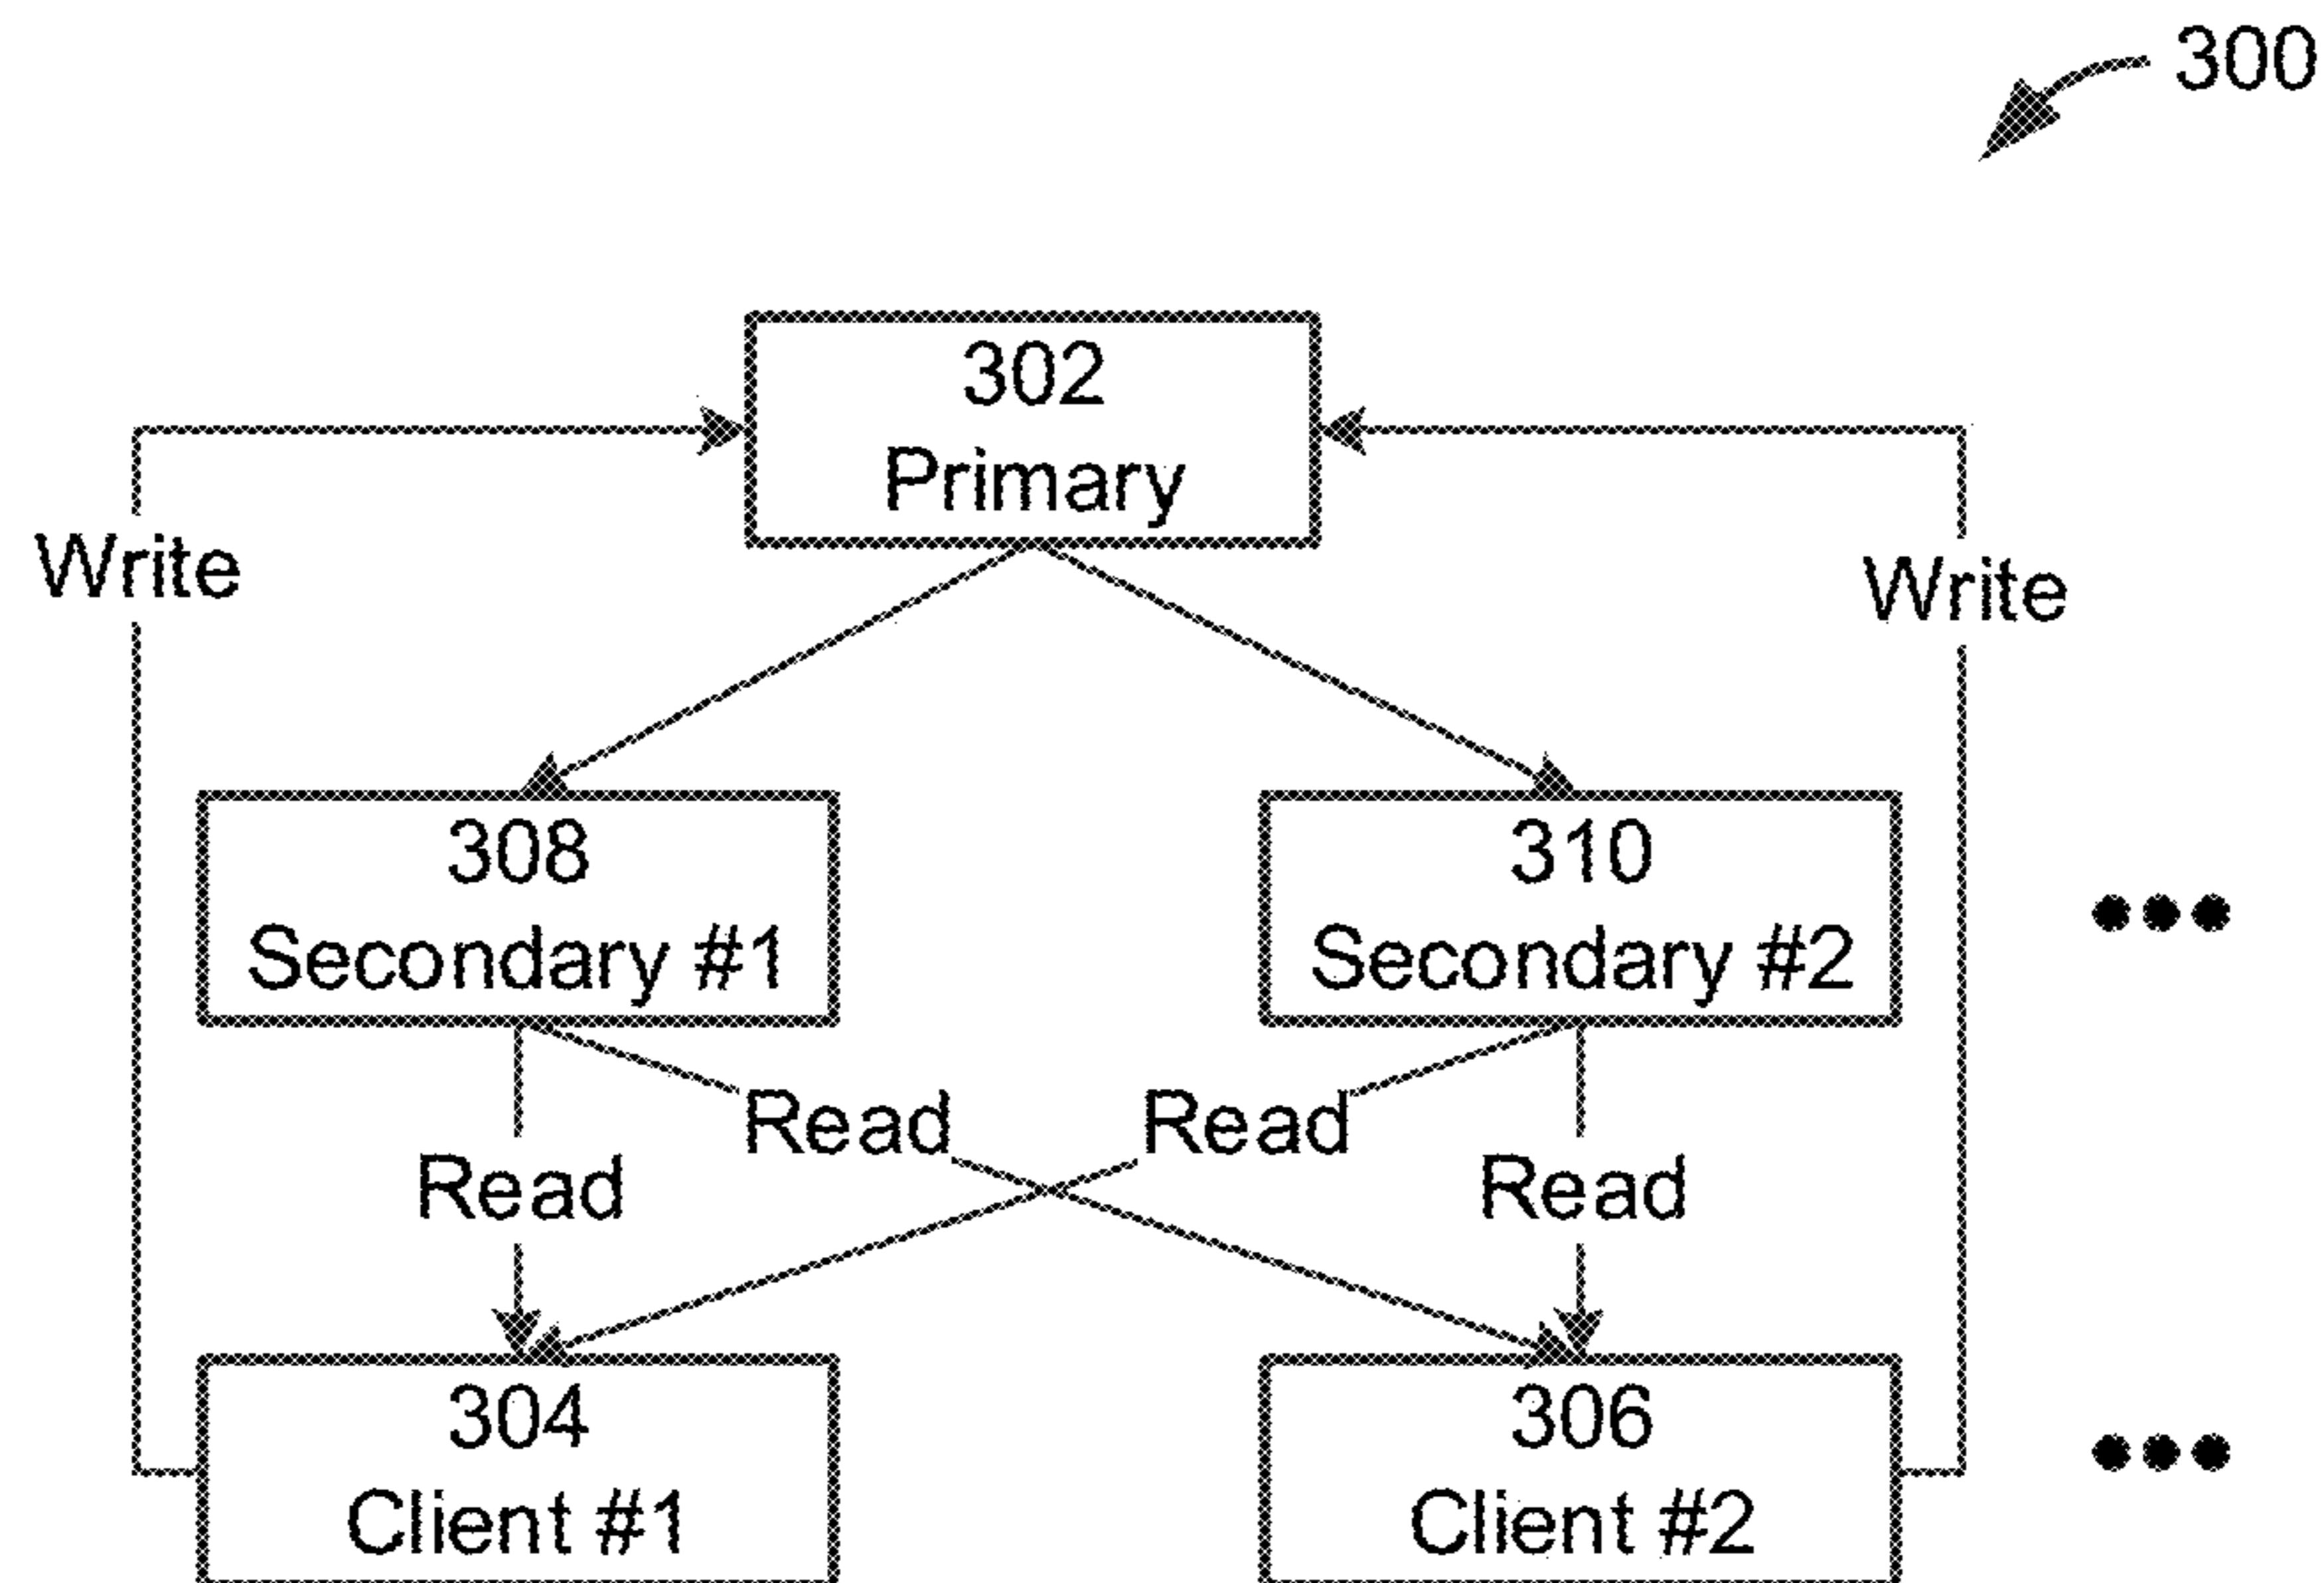 300
302
Primary
Write
Write
308
Secondary #1
310
Secondary #2
Read
Read
Read
Read
304
Client #1
306
Client #2